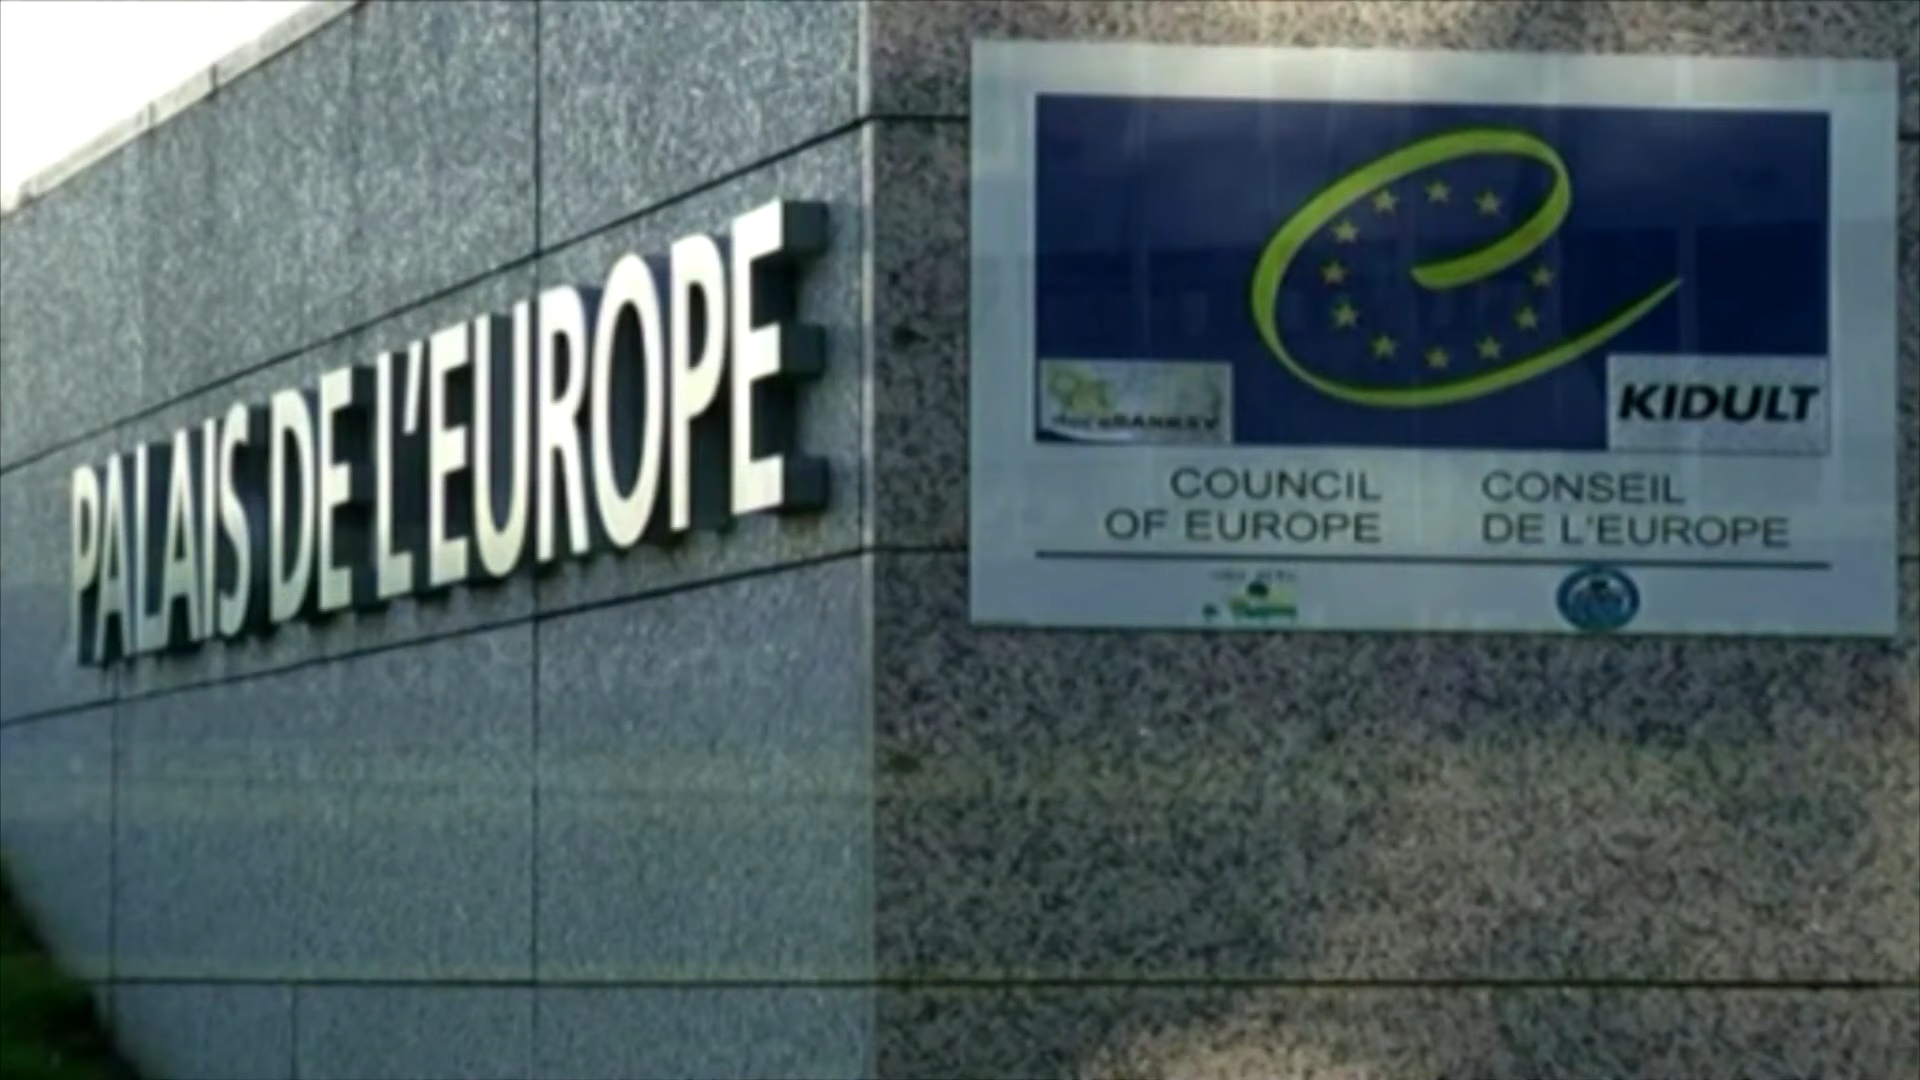 PALAIS DE L'EUROPE
KIDULT
COUNCIL
OF EUROPE
CONSEIL
DE L'EUROPE